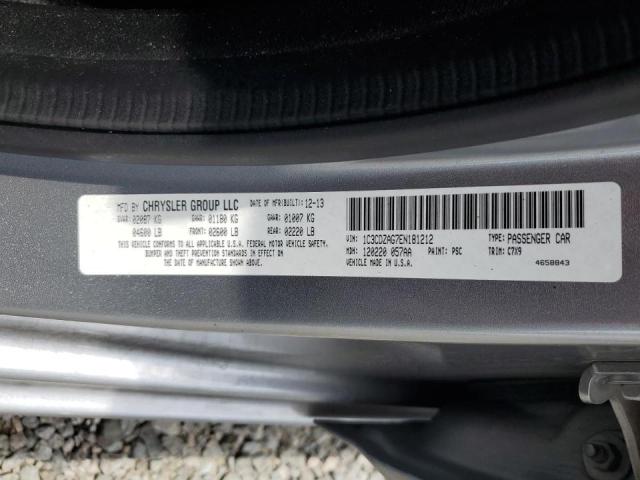 MFD BY CHRYSLER GROUP LLC DATE OF MFR(BUILT): 12-13
GVWR: 02087 KG GAWR: 01180 KG GAWR: 01007 KG
04600 LB FRONT: 02600 LB REAR: 02220 LB
THIS VEHICLE CONFORMS TO ALL APPLICABLE U.S.A. FEDERAL MOTOR VEHICLE SAFETY,
BUMPER AND THEFT PREVENTION STANDARDS IN EFFECT ON
THE DATE OF MANUFACTURE SHOWN ABOVE.
VIN: 1C3CDZAG7EN181212 TYPE: PASSENGER CAR
MDH: 120220 057AA PAINT: PSC TRIM: C7X9
VEHICLE MADE IN U.S.A. 4658843